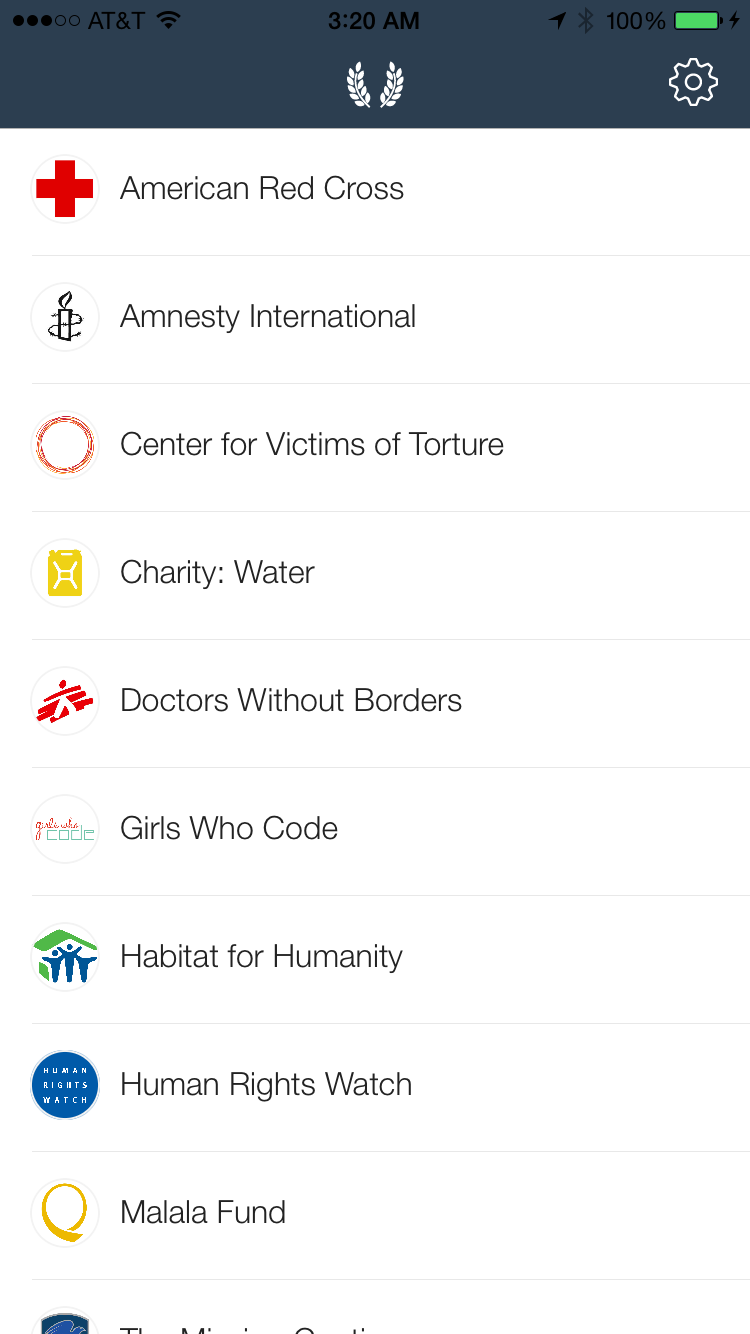 AT&T 3:20 AM 100%
American Red Cross
Amnesty International
Center for Victims of Torture
Charity: Water
Doctors Without Borders
girls who
CODE
Girls Who Code
Habitat for Humanity
HUMAN
RIGHTS
WATCH
Human Rights Watch
Malala Fund